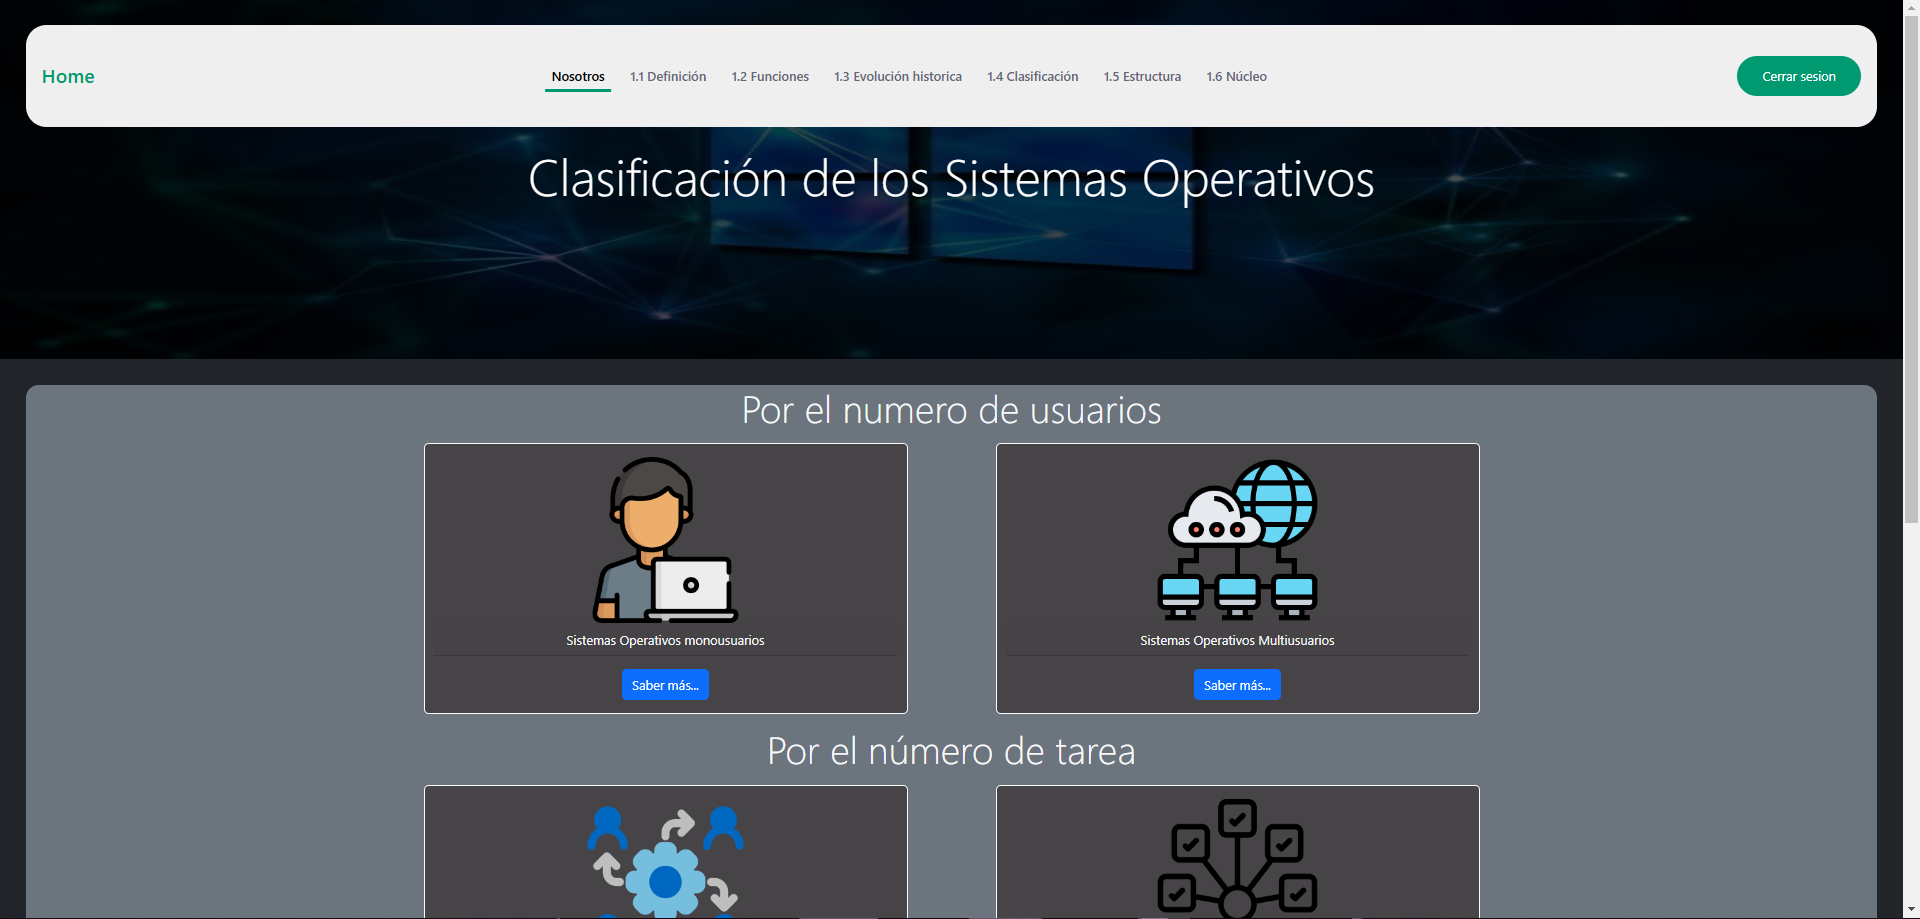 Home
Nosotros 1.1 Definición 1.2 Funciones 1.3 Evolución historica 1.4 Clasificación 1.5 Estructura 1.6 Núcleo
Cerrar sesion
Clasificación de los Sistemas Operativos
Por el numero de usuarios
Sistemas Operativos monousuarios
Saber más...
Sistemas Operativos Multiusuarios
Saber más...
Por el número de tarea